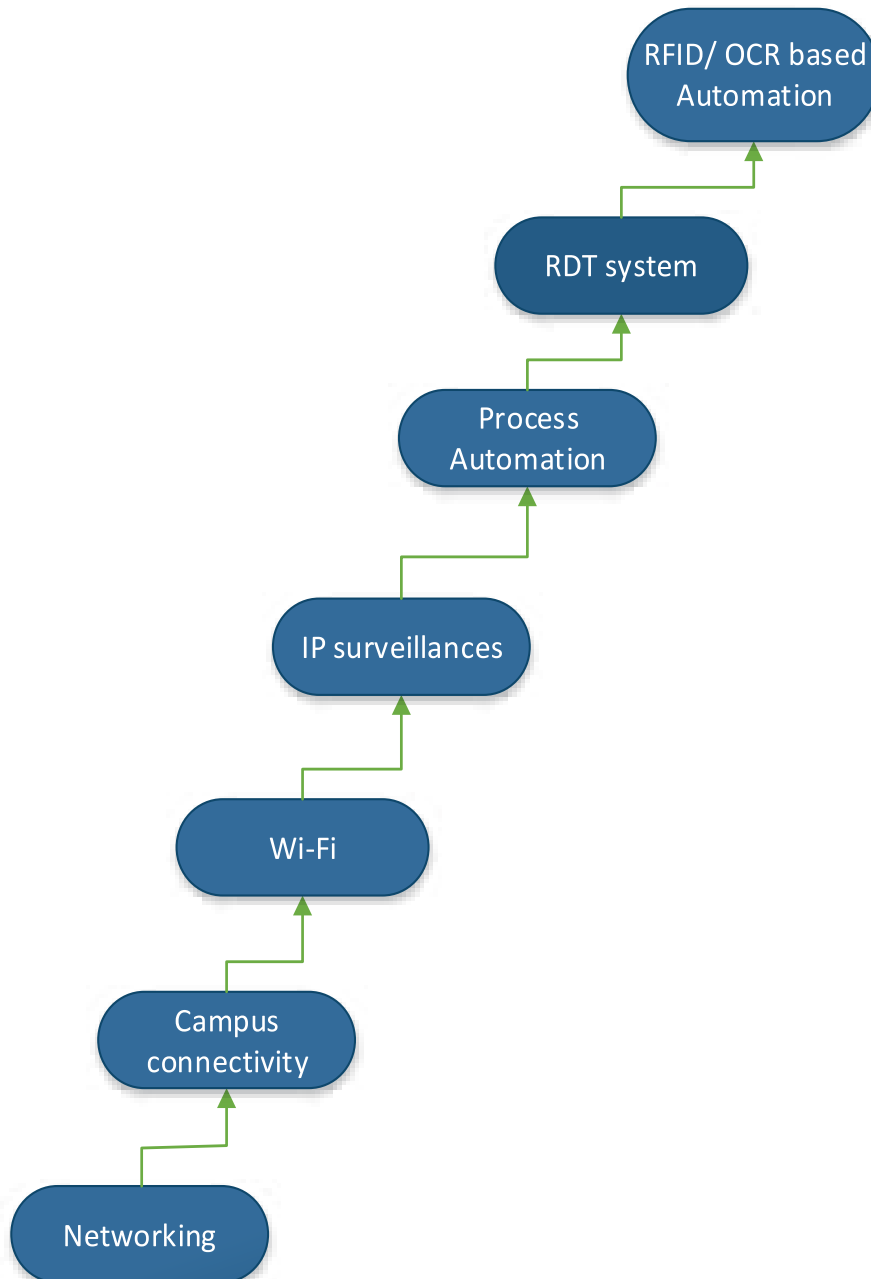 RFID/ OCR based
Automation
RDT system
Process
Automation
IP surveillances
Wi-Fi
Campus
connectivity
Networking